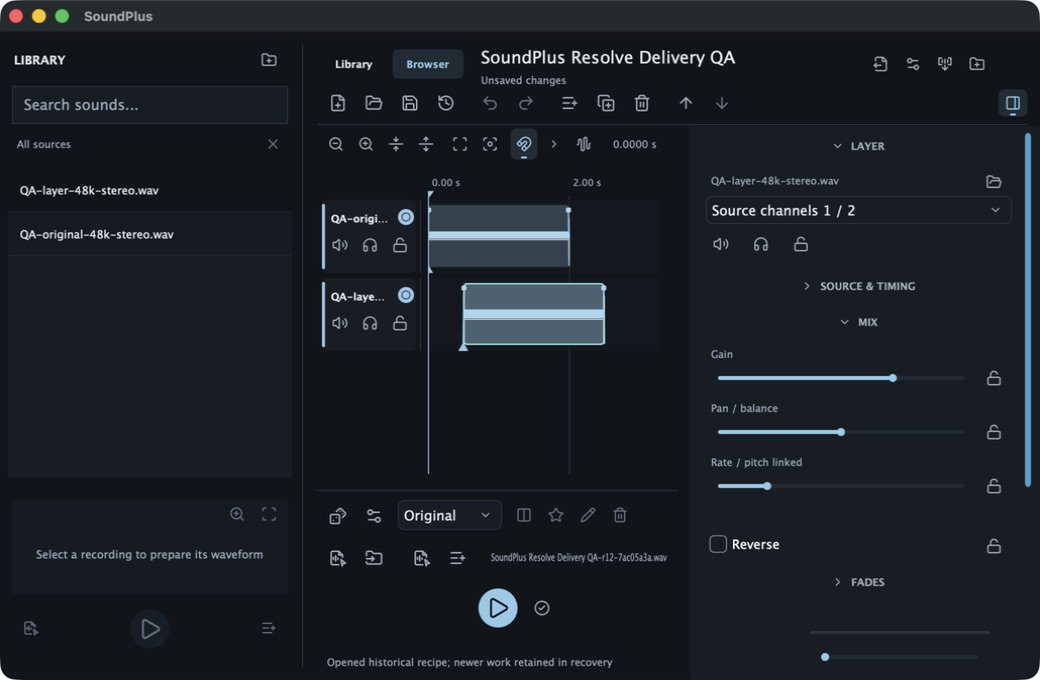 SoundPlus
LIBRARY
Search sounds...
All sources
QA-layer-48k-stereo.wav
QA-original-48k-stereo.wav
Select a recording to prepare its waveform
Library
Browser
SoundPlus Resolve Delivery QA
Unsaved changes
0.0000 s
0.00 s
2.00 s
QA-origi...
QA-laye...
Original
SoundPlus Resolve Delivery QA-r12-7ac05a3a.wav
Opened historical recipe; newer work retained in recovery
LAYER
QA-layer-48k-stereo.wav
Source channels 1 / 2
SOURCE & TIMING
MIX
Gain
Pan / balance
Rate / pitch linked
Reverse
FADES